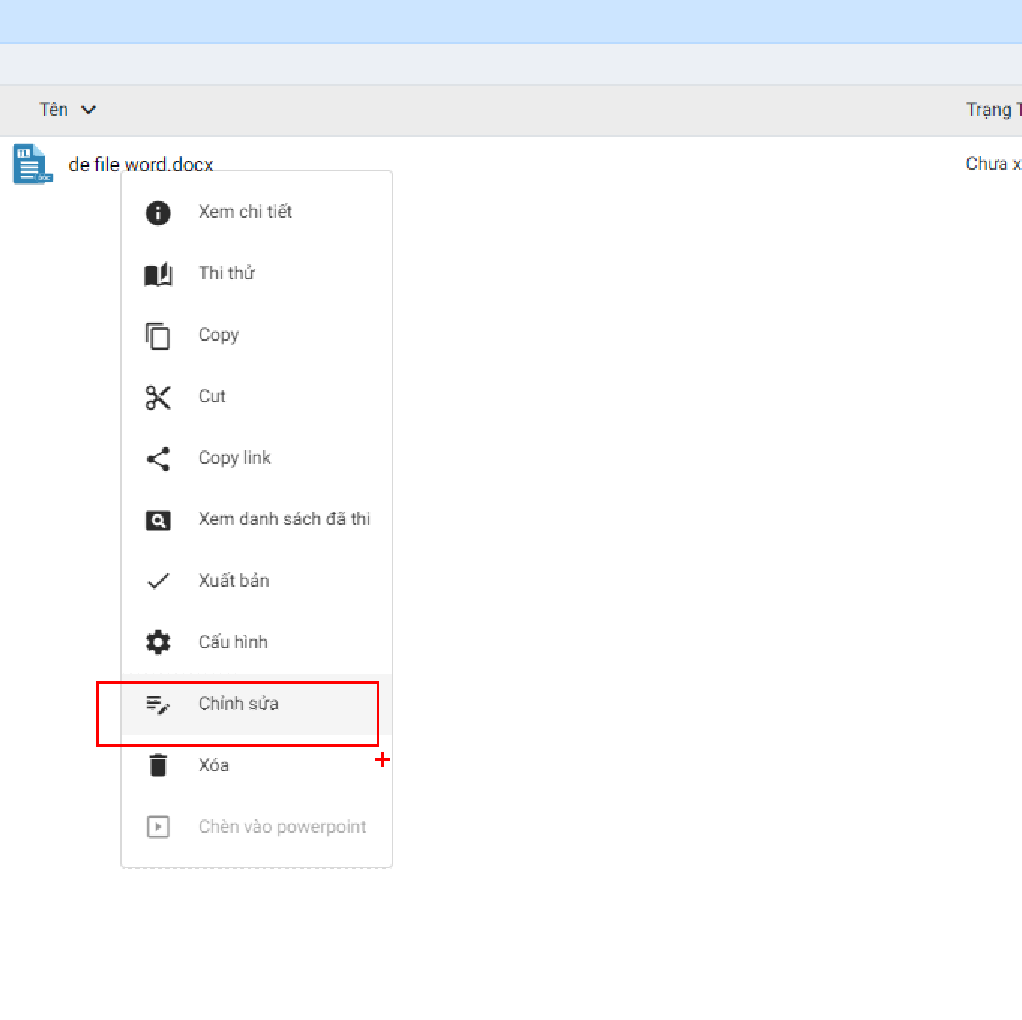 Tên
Trạng
de file word.docx
Chưa
Xem chi tiết
Thi thử
Copy
Cut
Copy link
Xem danh sách đã thi
Xuất bản
Cấu hình
Chỉnh sửa
Xóa
Chèn vào powerpoint